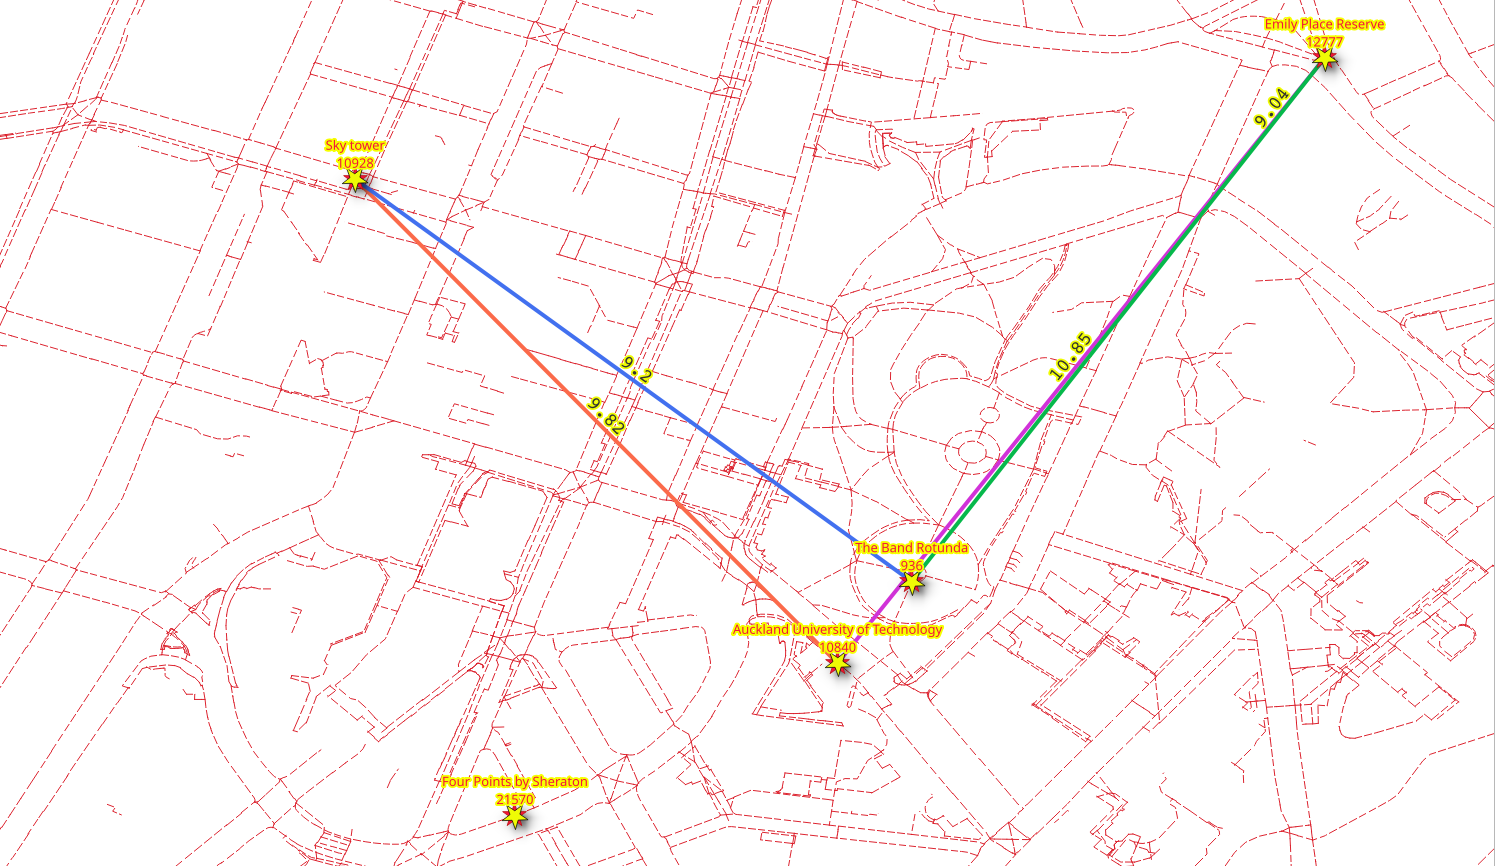 Emily Place Reserve
12777
9.04
Sky tower
10928
10.85
9.2
9.82
The Band Rotunda
936
Auckland University of Technology
10840
Four Points by Sheraton
21570